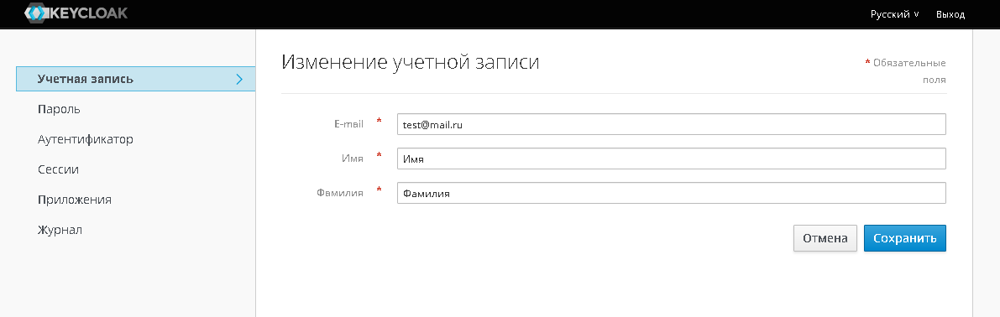 KEYCLOAK
Русский
Выход
Учетная запись
Пароль
Аутентификатор
Сессии
Приложения
Журнал
Изменение учетной записи
* Обязательные
поля
E-mail * test@mail.ru
Имя * Имя
Фамилия * Фамилия
Отмена
Сохранить